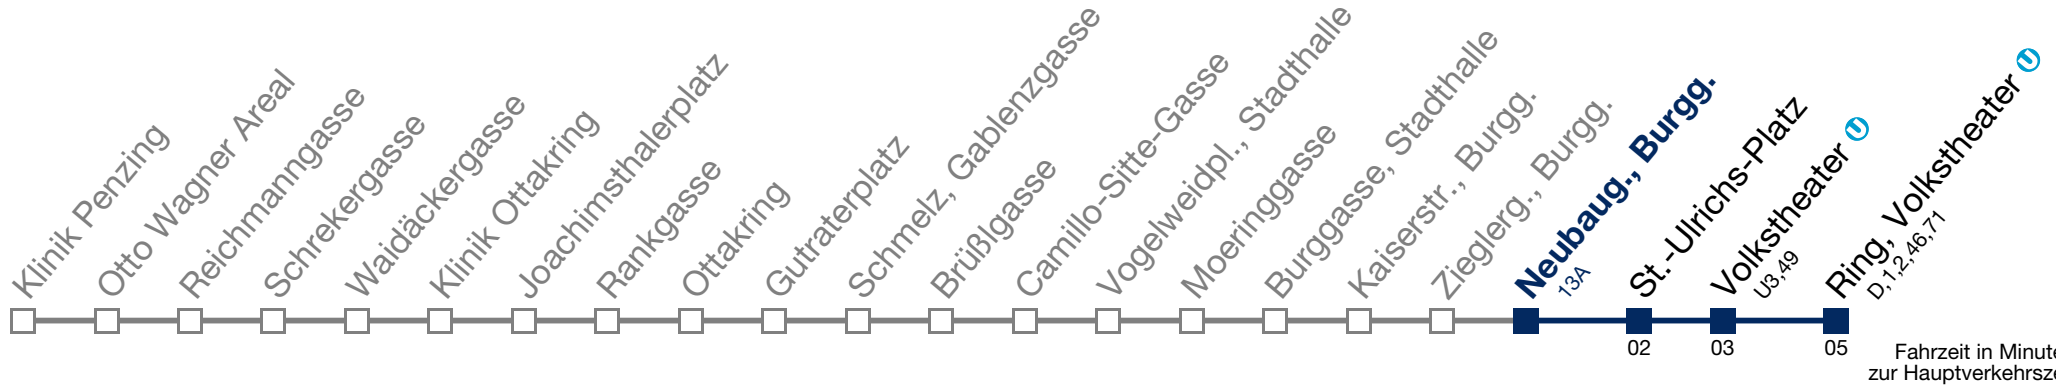 Klinik Penzing
Otto Wagner Areal
Reichmanngasse
Schrekergasse
Waidäckergasse
Klinik Ottakring
Joachimsthalerplatz
Rankgasse
Ottakring
Gutraterplatz
Schmelz, Gablenzgasse
Brüßlgasse
Camillo-Sitte-Gasse
Vogelweidpl., Stadthalle
Moeringgasse
Burggasse, Stadthalle
Kaiserstr., Burgg.
Zieglerg., Burgg.
Neubaug., Burgg.
13A
St.-Ulrichs-Platz
Volkstheater U
U3,49
Ring, Volkstheater U
D,1,2,46,71
02 03 05
Fahrzeit in Minute
zur Hauptverkehrsze